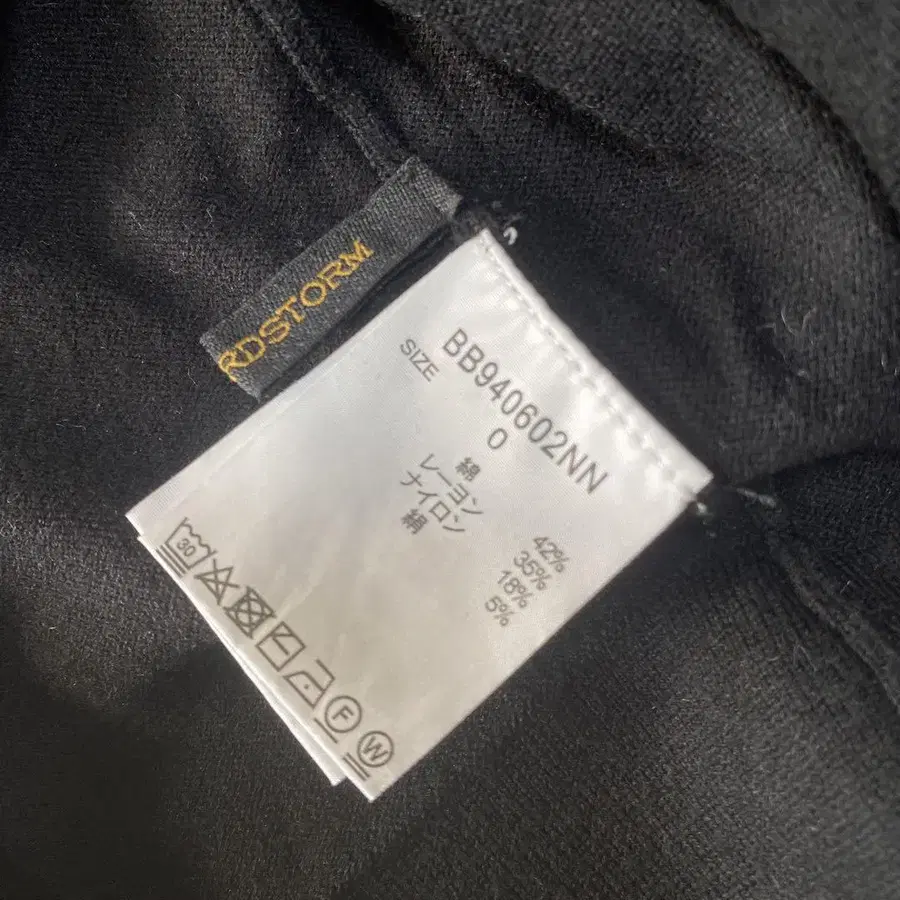 RDSTORM
BB940602NN
SIZE 0
綿 42%
レーヨン 35%
ナイロン 18%
絹 5%
30
F
W